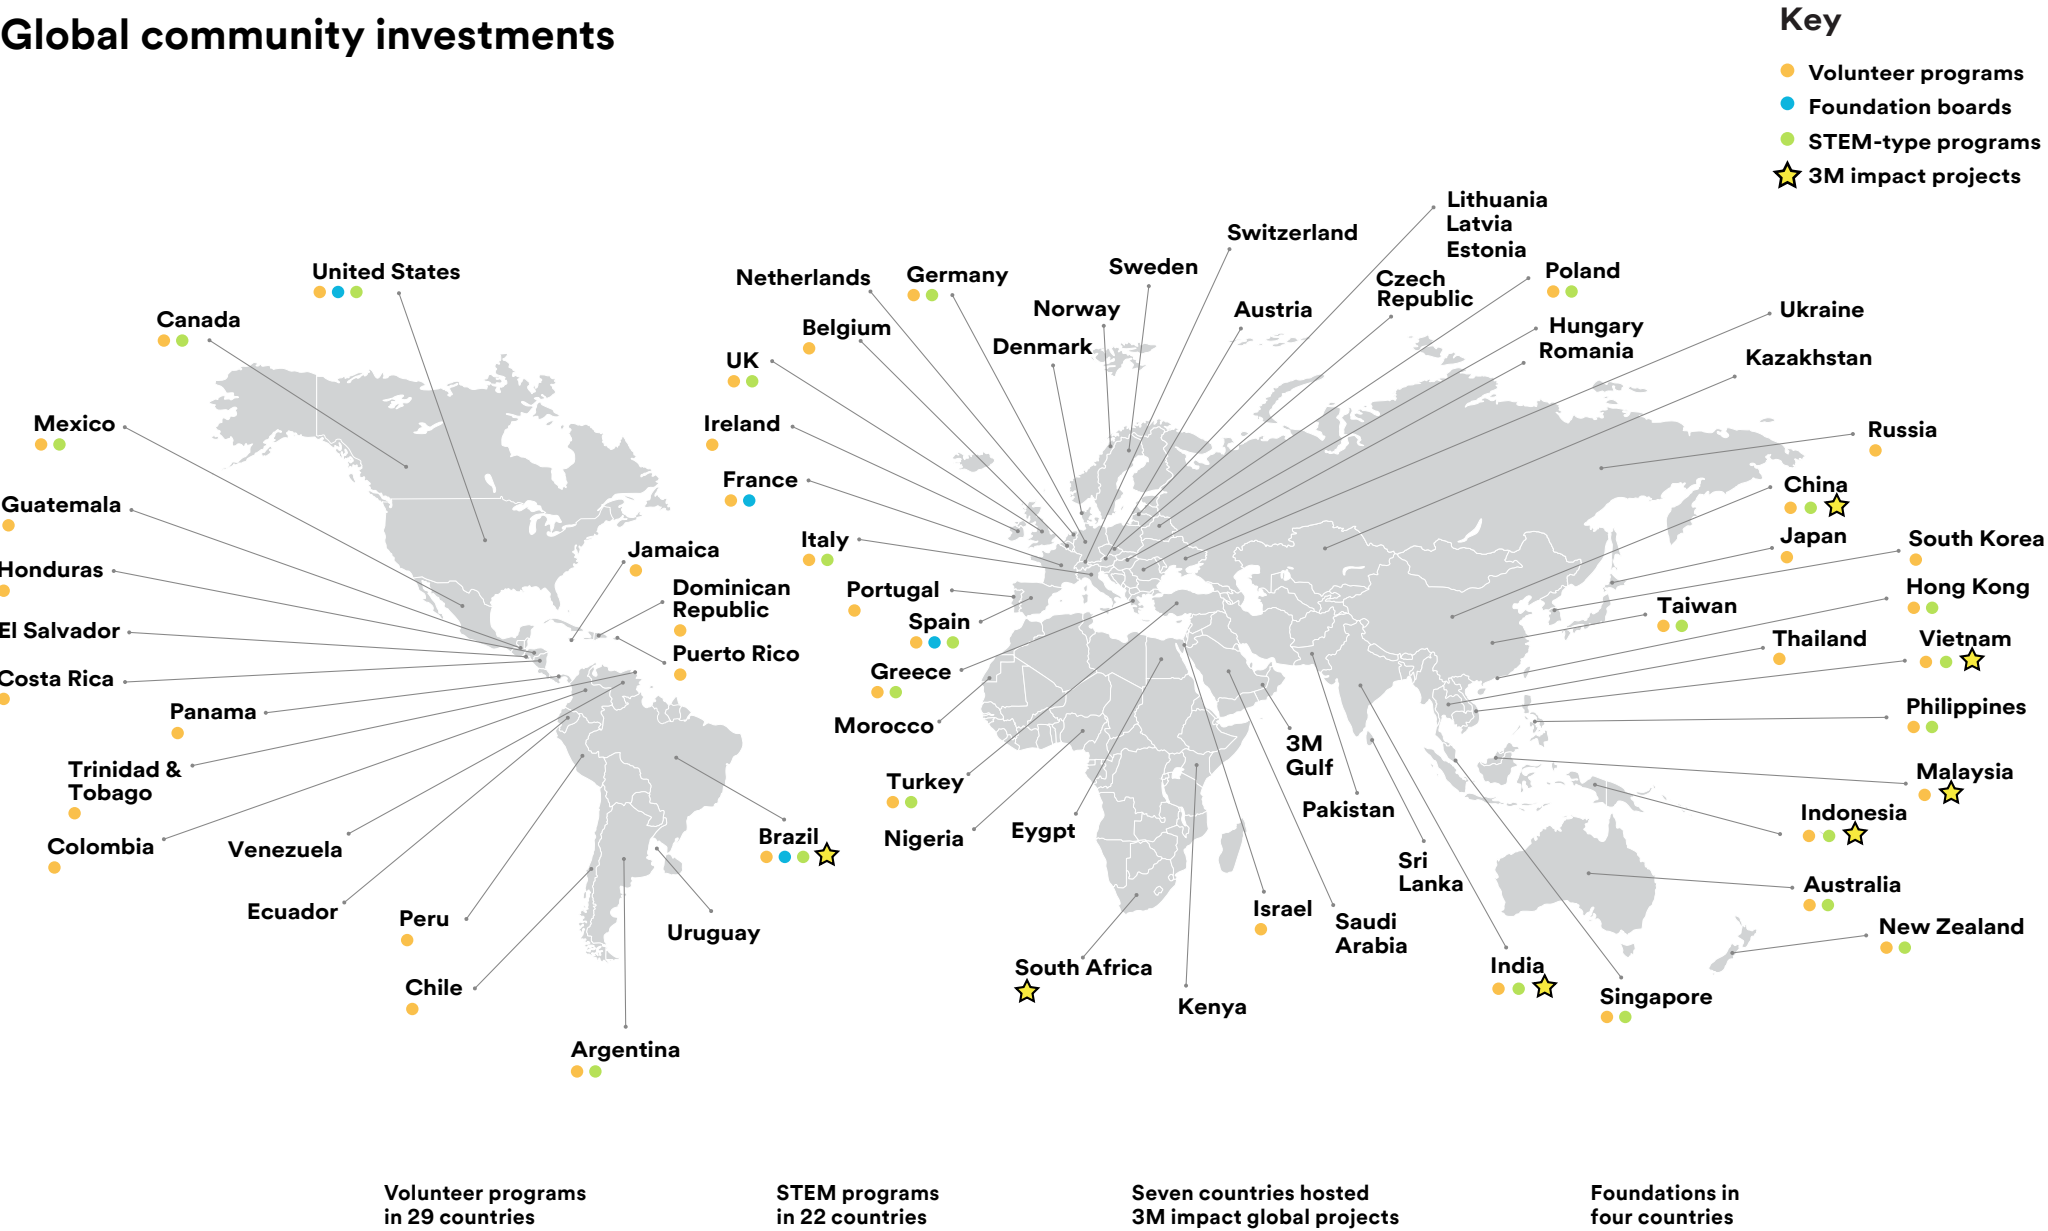 Global community investments
Key
Volunteer programs
Foundation boards
STEM-type programs
3M impact projects
United States
Canada
Mexico
Guatemala
Honduras
El Salvador
Costa Rica
Panama
Trinidad &
Tobago
Colombia
Venezuela
Ecuador
Peru
Chile
Argentina
Uruguay
Brazil
Jamaica
Dominican
Republic
Puerto Rico
Netherlands
Germany
Belgium
UK
Ireland
France
Italy
Portugal
Spain
Greece
Morocco
Turkey
Nigeria
Eygpt
South Africa
Kenya
Israel
Saudi
Arabia
3M
Gulf
Pakistan
Sri
Lanka
India
Singapore
Switzerland
Sweden
Norway
Denmark
Austria
Lithuania
Latvia
Estonia
Czech
Republic
Poland
Hungary
Romania
Ukraine
Kazakhstan
Russia
China
Japan
South Korea
Hong Kong
Taiwan
Thailand
Vietnam
Philippines
Malaysia
Indonesia
Australia
New Zealand
Volunteer programs
in 29 countries
STEM programs
in 22 countries
Seven countries hosted
3M impact global projects
Foundations in
four countries